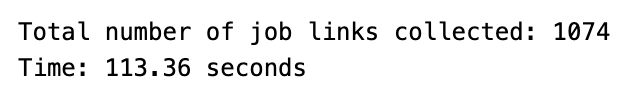 Total number of job links collected: 1074
Time: 113.36 seconds